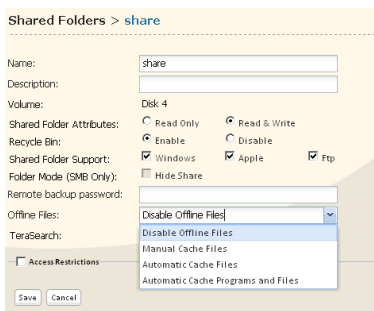 Shared Folders > share
Name: share
Description:
Volume: Disk 4
Shared Folder Attributes: Read Only Read & Write
Recycle Bin: Enable Disable
Shared Folder Support: Windows Apple Ftp
Folder Mode (SMB Only): Hide Share
Remote backup password:
Offline Files: Disable Offline Files
TeraSearch: Disable Offline Files
Manual Cache Files
Automatic Cache Files
Access Restrictions
Automatic Cache Programs and Files
Save Cancel